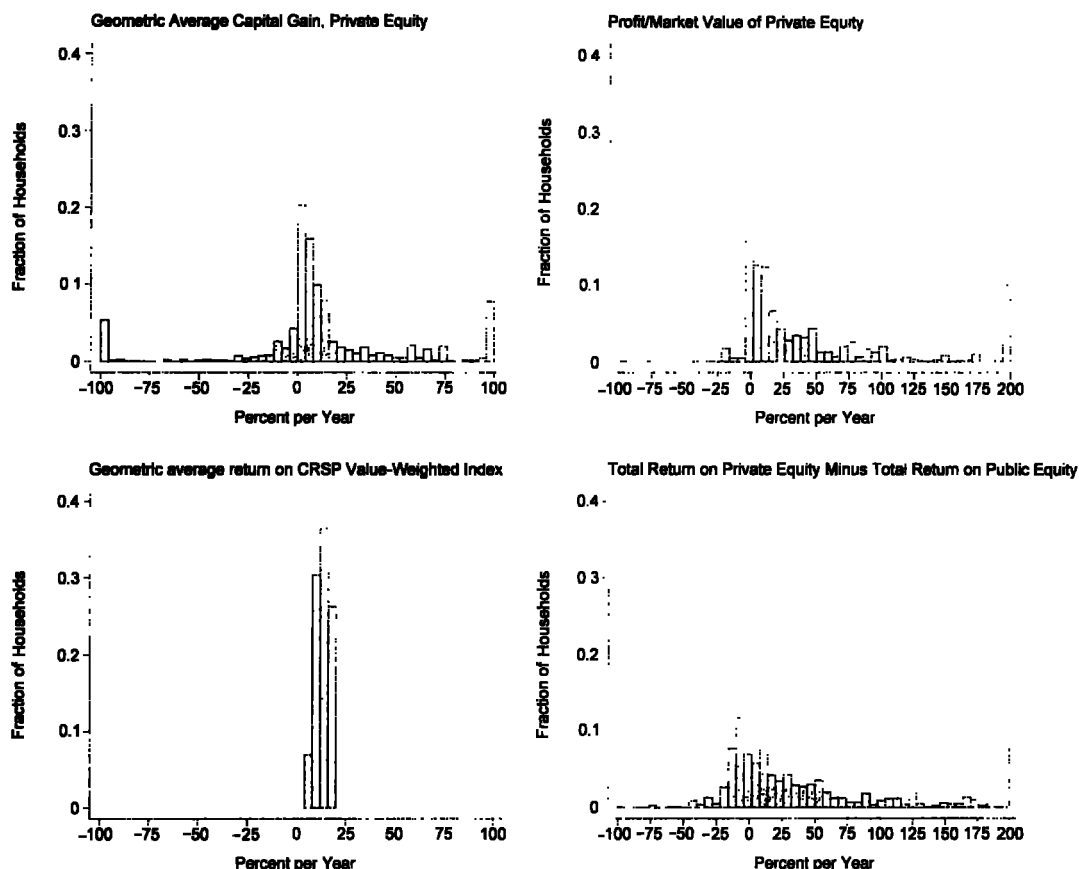 Geometric Average Capital Gain, Private Equity
0.4
0.3
0.2
0.1
0
Fraction of Households
−100 −75 −50 −25 0 25 50 75 100
Percent per Year
Profit/Market Value of Private Equity
0.4
0.3
0.2
0.1
0
Fraction of Households
−100 −75 −50 −25 0 25 50 75 100 125 150 175 200
Percent per Year
Geometric average return on CRSP Value-Weighted Index
0.4
0.3
0.2
0.1
0
Fraction of Households
−100 −75 −50 −25 0 25 50 75 100
Percent per Year
Total Return on Private Equity Minus Total Return on Public Equity
0.4
0.3
0.2
0.1
0
Fraction of Households
−100 −75 −50 −25 0 25 50 75 100 125 150 175 200
Percent per Year